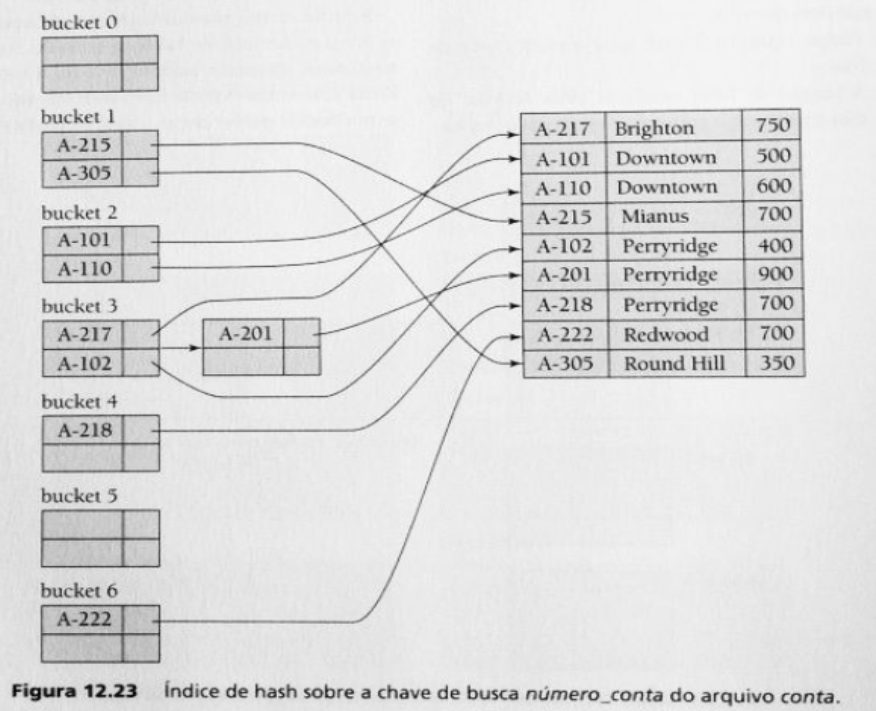 bucket 0
bucket 1
A-215
A-305
bucket 2
A-101
A-110
bucket 3
A-217
A-102
A-201
bucket 4
A-218
bucket 5
bucket 6
A-222
A-217 Brighton 750
A-101 Downtown 500
A-110 Downtown 600
A-215 Mianus 700
A-102 Perryridge 400
A-201 Perryridge 900
A-218 Perryridge 700
A-222 Redwood 700
A-305 Round Hill 350
Figura 12.23 Índice de hash sobre a chave de busca número_conta do arquivo conta.